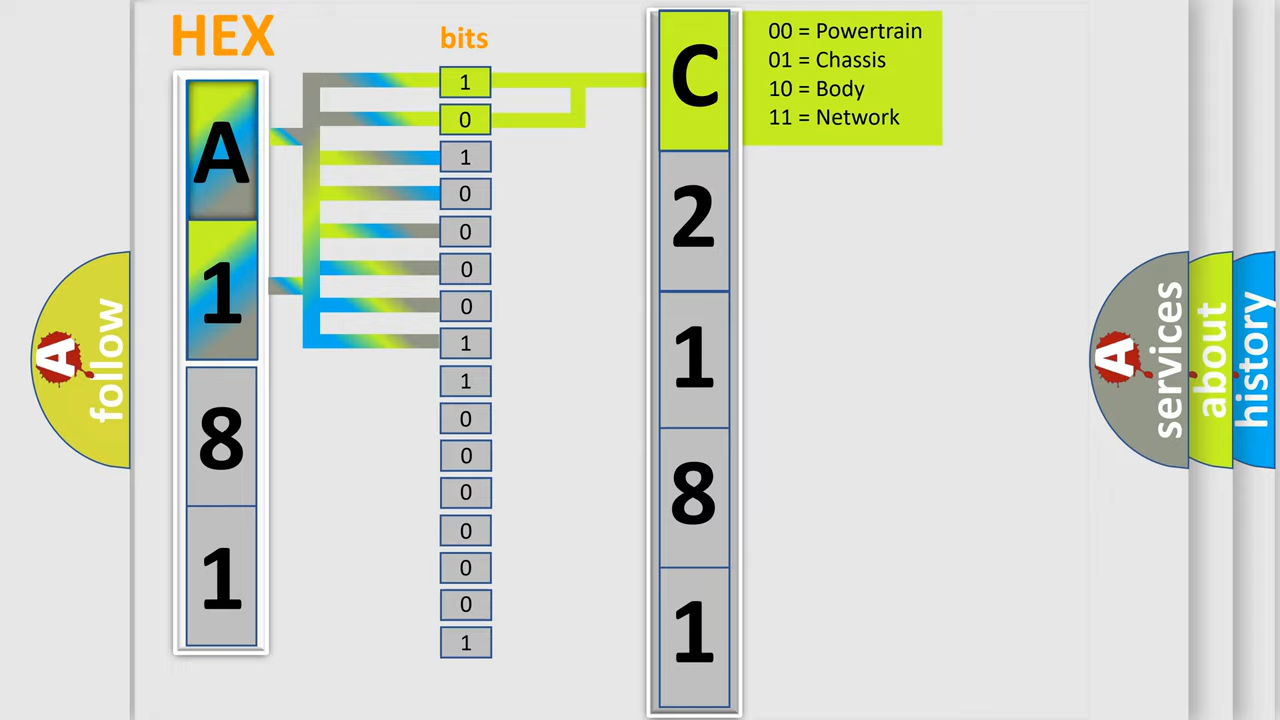 HEX
A
1
8
1
bits
1
0
1
0
0
0
0
1
1
0
0
0
0
0
0
1
C
2
1
8
1
00 = Powertrain
01 = Chassis
10 = Body
11 = Network
A follow
A services
about
history